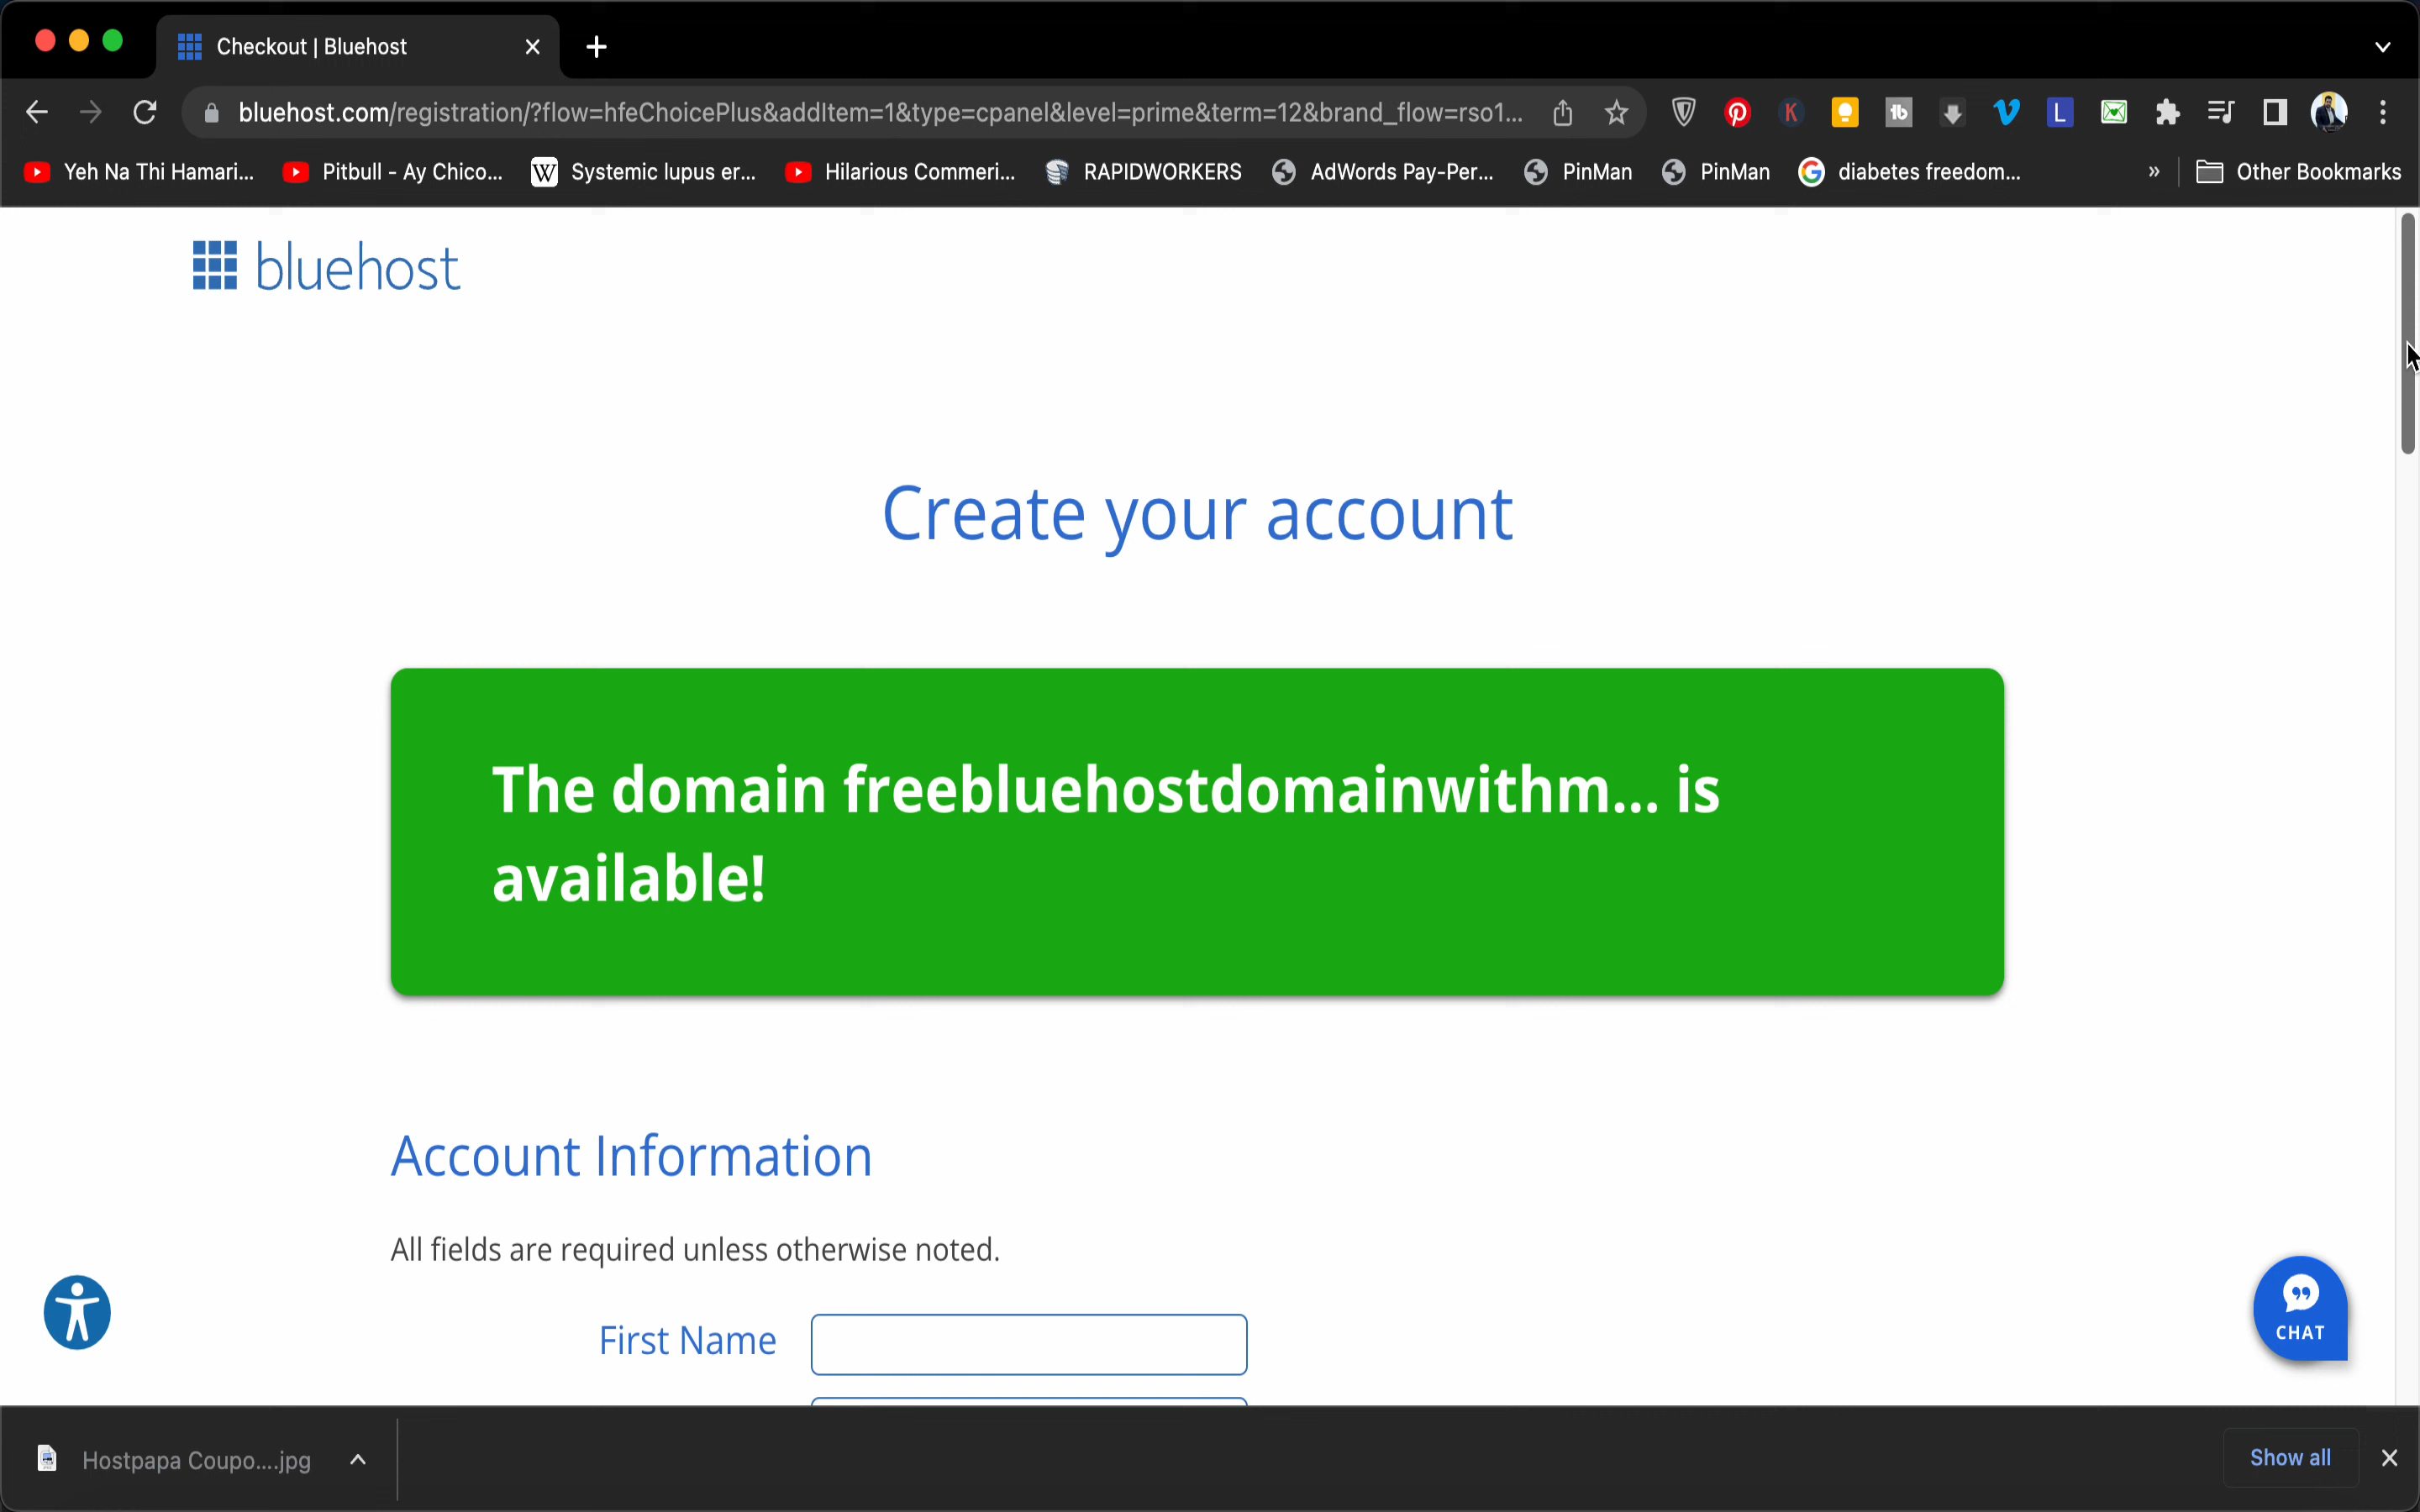 Checkout | Bluehost
bluehost.com/registration/?flow=hfeChoicePlus&addItem=1&type=cpanel&level=prime&term=12&brand_flow=rso1...
K
tb
L
Yeh Na Thi Hamari...
Pitbull - Ay Chico...
W
Systemic lupus er...
Hilarious Commeri...
RAPIDWORKERS
AdWords Pay-Per...
PinMan
PinMan
G
diabetes freedom...
»
Other Bookmarks
bluehost
Create your account
The domain freebluehostdomainwithm... is
available!
Account Information
All fields are required unless otherwise noted.
First Name
CHAT
Hostpapa Coupo....jpg
Show all